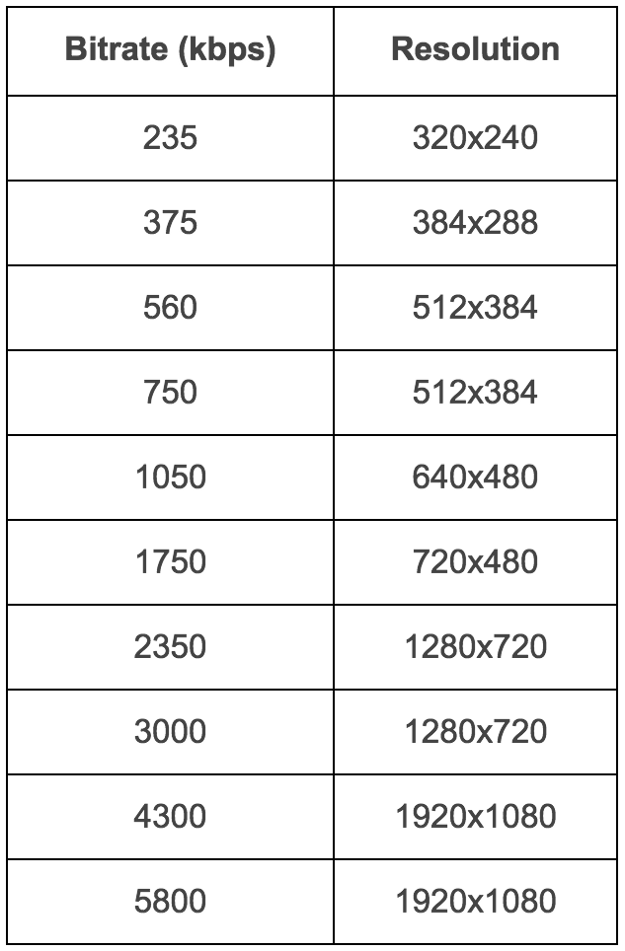 Bitrate (kbps) Resolution
235 320x240
375 384x288
560 512x384
750 512x384
1050 640x480
1750 720x480
2350 1280x720
3000 1280x720
4300 1920x1080
5800 1920x1080